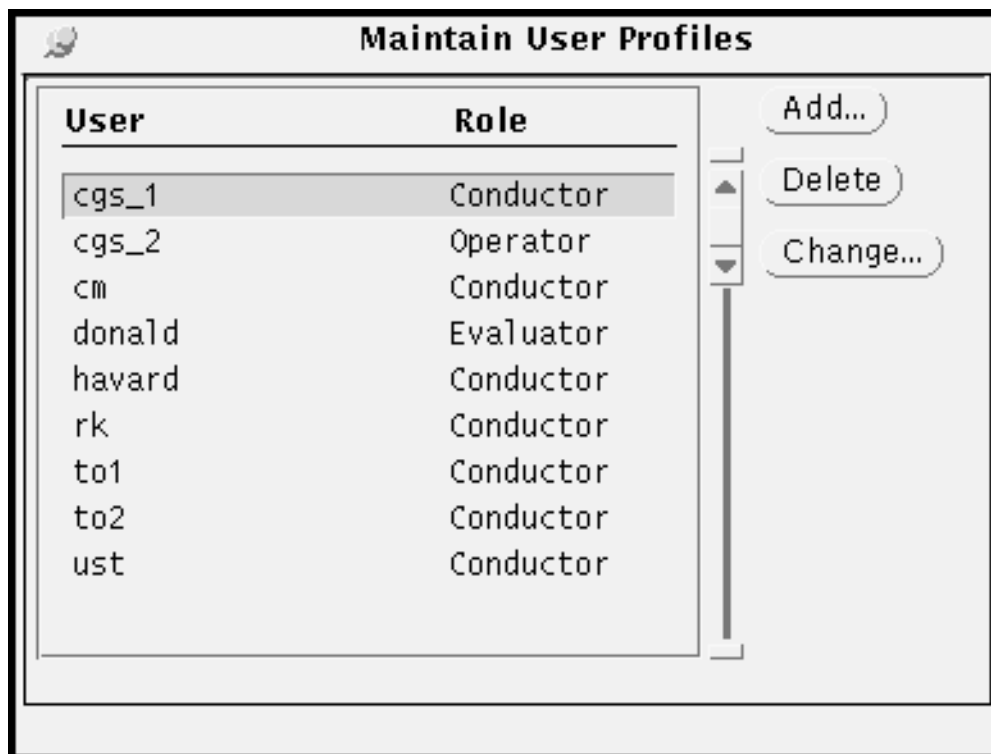 Maintain User Profiles
User Role
cgs_1 Conductor
cgs_2 Operator
cm Conductor
donald Evaluator
havard Conductor
rk Conductor
to1 Conductor
to2 Conductor
ust Conductor
Add...
Delete
Change...